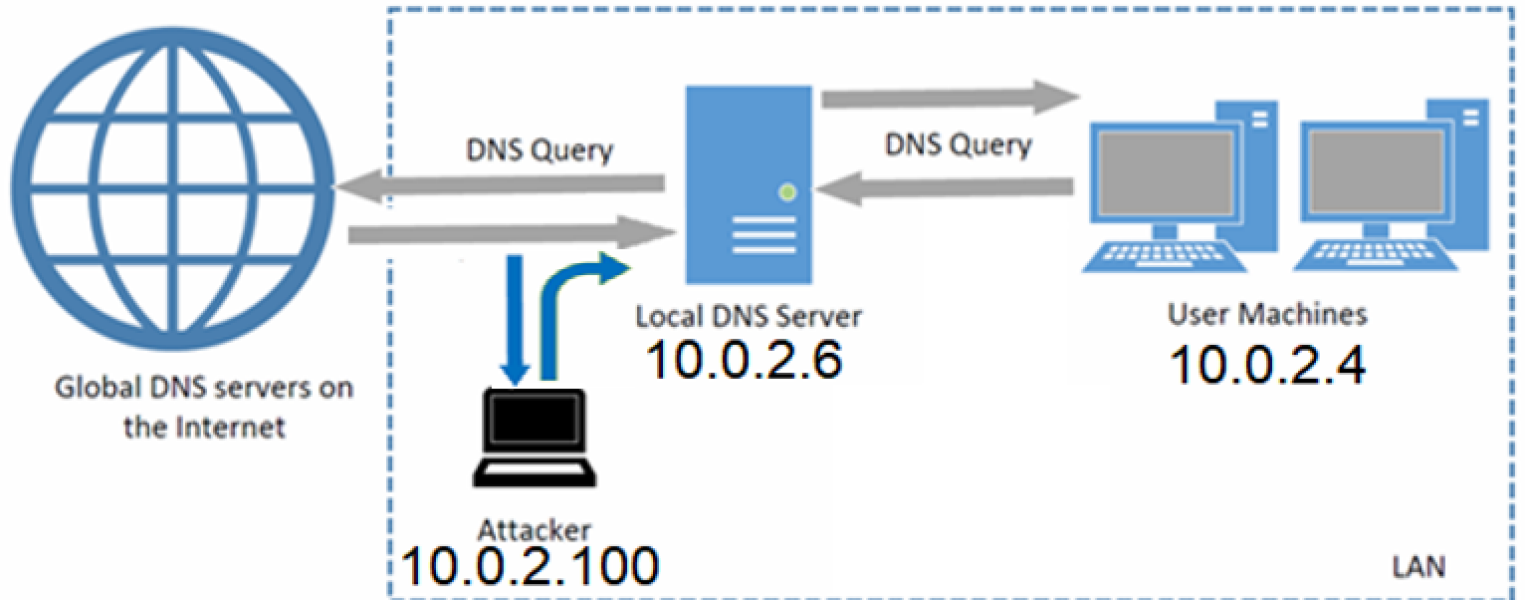 DNS Query
DNS Query
Local DNS Server
10.0.2.6
User Machines
10.0.2.4
Global DNS servers on
the Internet
Attacker
10.0.2.100
LAN